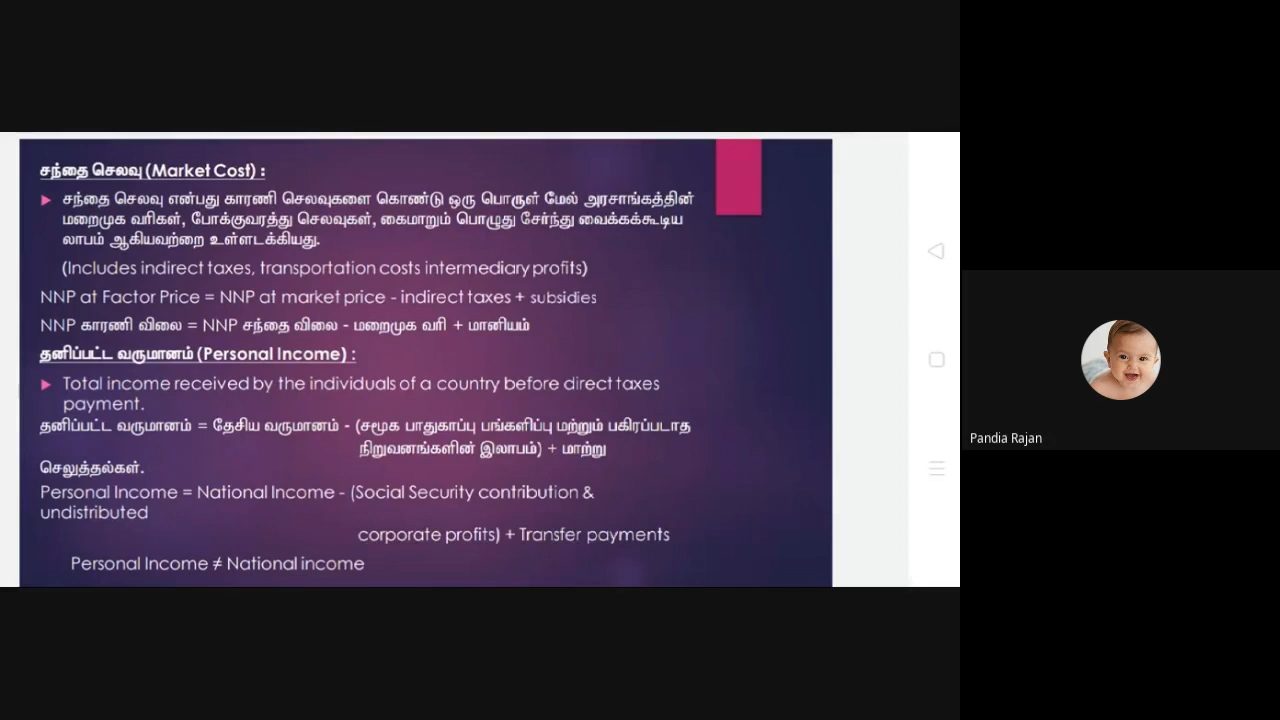 சந்தை செலவு (Market Cost) :
சந்தை செலவு என்பது காரணி செலவுகளை கொண்டு ஒரு பொருள் மேல் அரசாங்கத்தின்
மறைமுக வரிகள், போக்குவரத்து செலவுகள், கைமாறும் பொழுது சேர்ந்து வைக்கக்கூடிய
லாபம் ஆகியவற்றை உள்ளடக்கியது.
(Includes indirect taxes, transportation costs intermediary profits)
NNP at Factor Price = NNP at market price - indirect taxes + subsidies
NNP காரணி விலை = NNP சந்தை விலை - மறைமுக வரி + மானியம்
தனிப்பட்ட வருமானம் (Personal Income) :
Total income received by the individuals of a country before direct taxes
payment.
தனிப்பட்ட வருமானம் = தேசிய வருமானம் - (சமூக பாதுகாப்பு பங்களிப்பு மற்றும் பகிரப்படாத
நிறுவனங்களின் இலாபம்) + மாற்று
செலுத்தல்கள்.
Personal Income = National Income - (Social Security contribution &
undistributed
corporate profits) + Transfer payments
Personal Income ≠ National income
Pandia Rajan